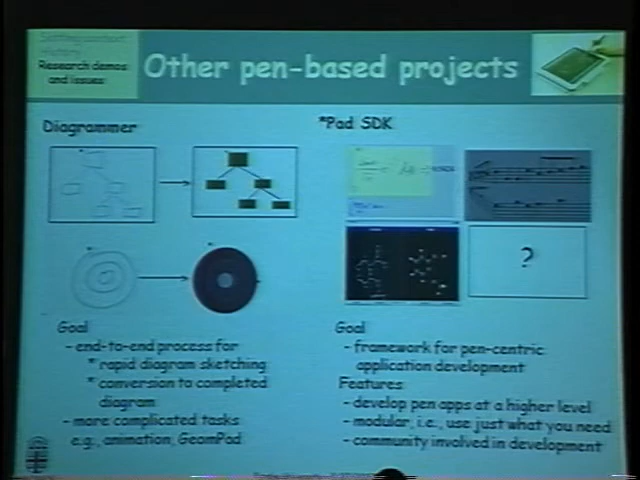 History
Research demos
and issues
Other pen-based projects
Diagrammer
*Pad SDK
?
Goal
- end-to-end process for
* rapid diagram sketching
* conversion to completed
diagram
- more complicated tasks
e.g., animation, GeomPad
Goal
- framework for pen-centric
application development
Features
- develop pen apps at a higher level
- modular, i.e., use just what you need
- community involved in development